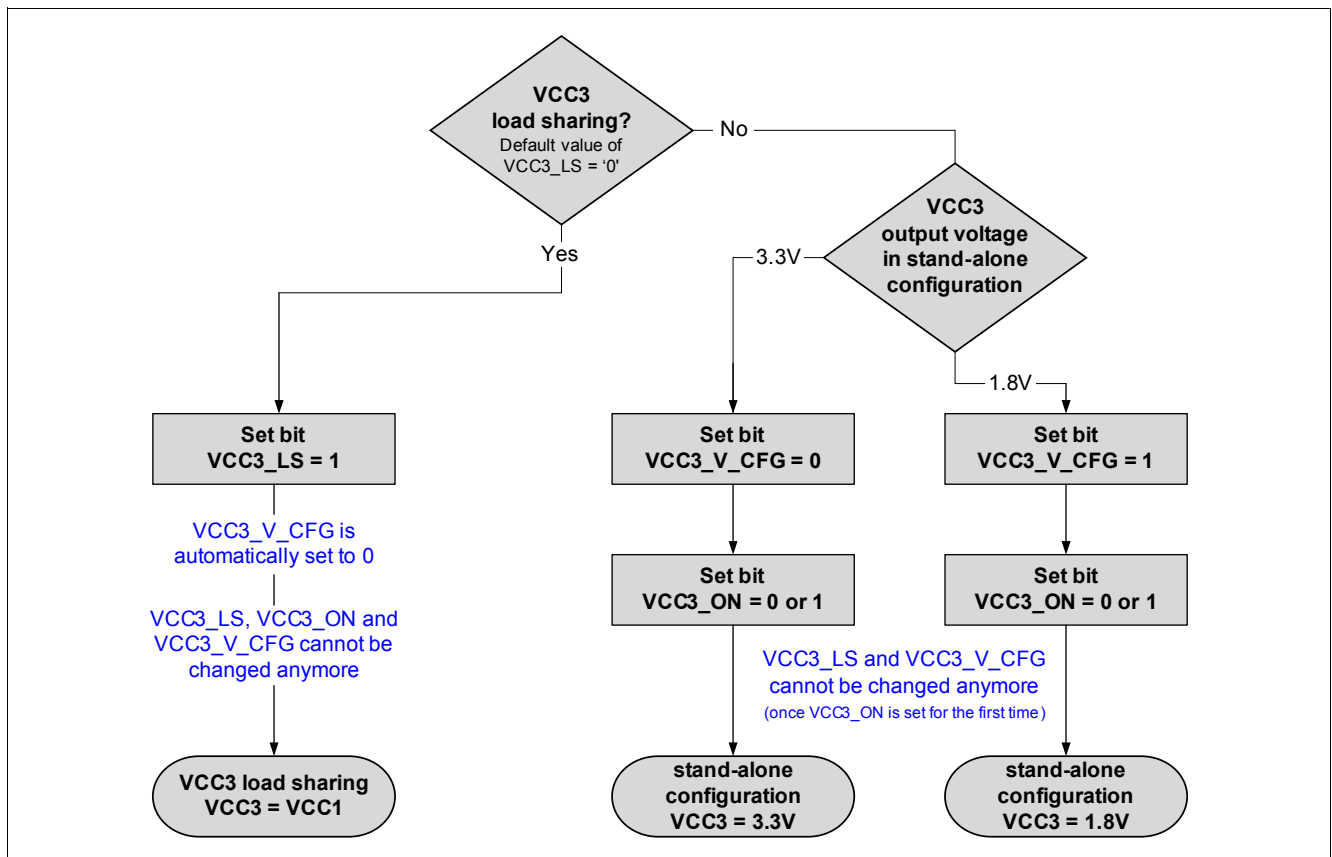 VCC3
load sharing?
Default value of
VCC3_LS = ‘0'
No
Yes
VCC3
output voltage
in stand-alone
configuration
3.3V
1.8V
Set bit
VCC3_LS = 1
VCC3_V_CFG is
automatically set to 0
VCC3_LS, VCC3_ON and
VCC3_V_CFG cannot be
changed anymore
VCC3 load sharing
VCC3 = VCC1
Set bit
VCC3_V_CFG = 0
Set bit
VCC3_ON = 0 or 1
Set bit
VCC3_V_CFG = 1
Set bit
VCC3_ON = 0 or 1
VCC3_LS and VCC3_V_CFG
cannot be changed anymore
(once VCC3_ON is set for the first time)
stand-alone
configuration
VCC3 = 3.3V
stand-alone
configuration
VCC3 = 1.8V